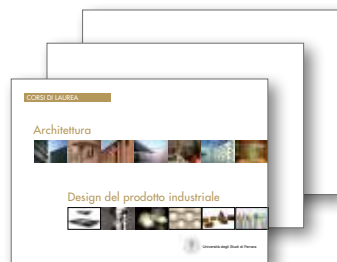 CORSI DI LAUREA
Architettura
Design del prodotto industriale
Università degli Studi di Ferrara